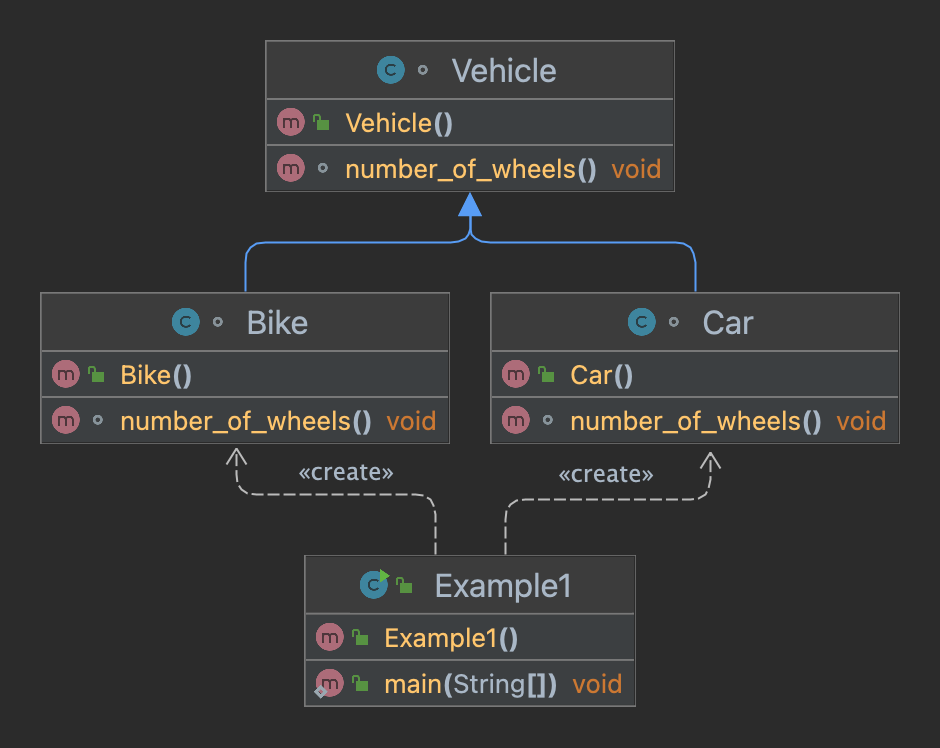 Vehicle
Vehicle()
number_of_wheels() void
Bike
Bike()
number_of_wheels() void
Car
Car()
number_of_wheels() void
«create»
«create»
Example1
Example1()
main(String[]) void